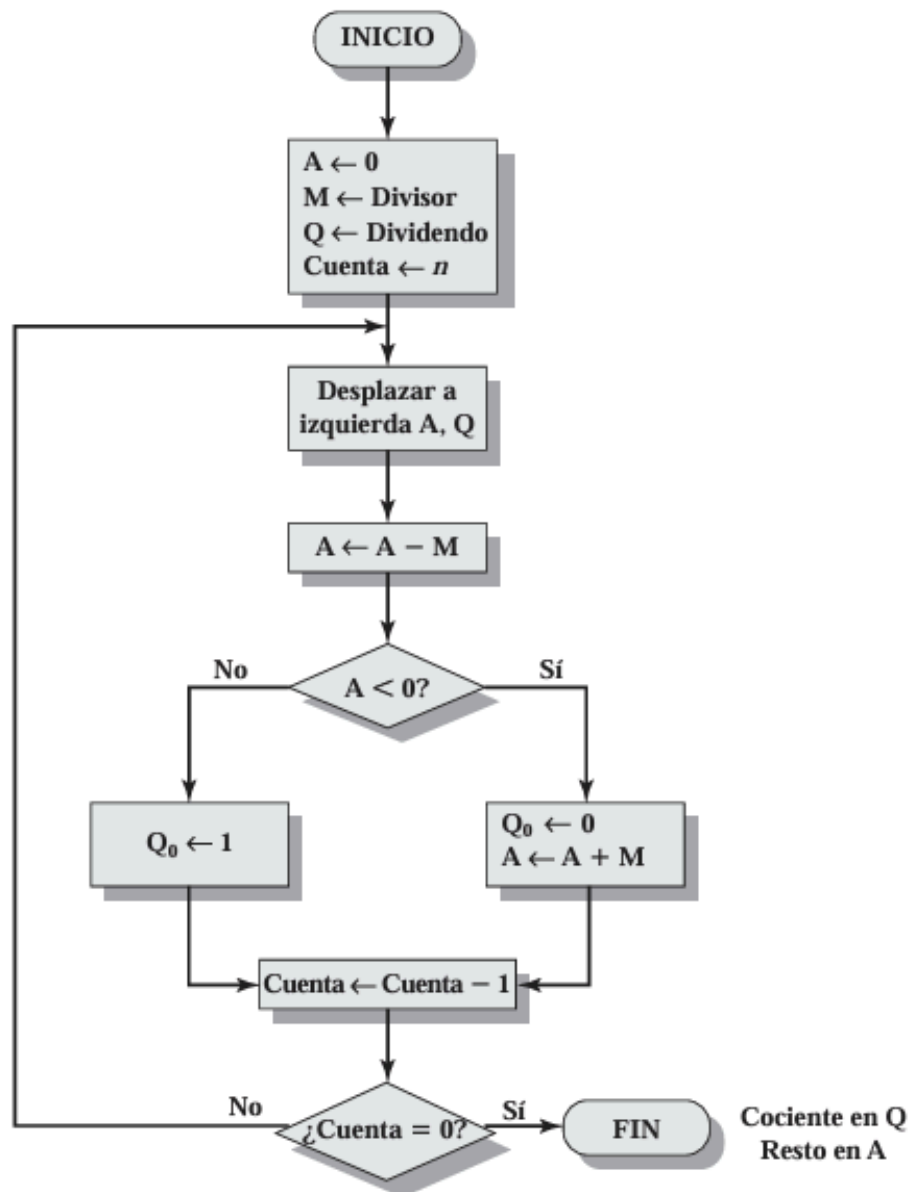 INICIO
A ← 0
M ← Divisor
Q ← Dividendo
Cuenta ← n
Desplazar a
izquierda A, Q
A ← A − M
No
A < 0?
Sí
Q₀ ← 1
Q₀ ← 0
A ← A + M
Cuenta ← Cuenta − 1
No
¿Cuenta = 0?
Sí
FIN
Cociente en Q
Resto en A